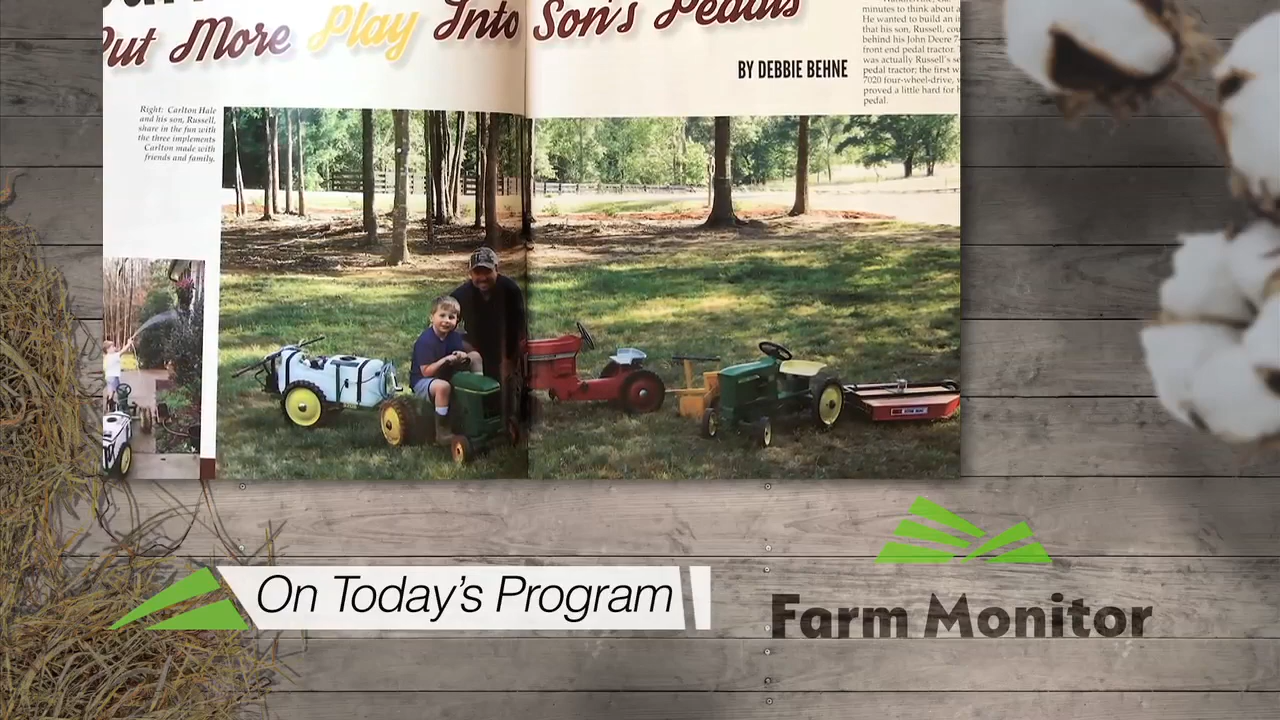 Put More Play Into Son's Pedals
BY DEBBIE BEHNE
minutes to think about a
He wanted to build an
that his son, Russell, cou
behind his John Deere 7
front end pedal tractor.
was actually Russell's se
pedal tractor; the first w
7020 four-wheel-drive,
proved a little hard for h
pedal.
Right: Carlton Hale
and his son, Russell,
share in the fun with
the three implements
Carlton made with
friends and family.
On Today's Program
Farm Monitor